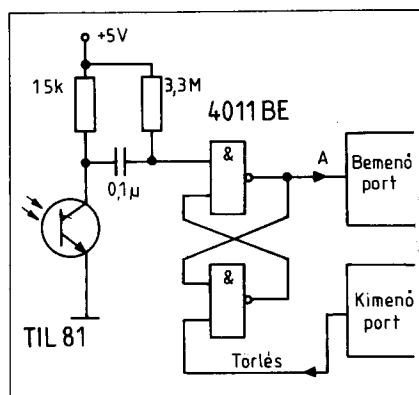 +5V
15k
3,3M
4011BE
0,1µ
&
A
Bemenő
port
&
Kimenő
port
TIL 81
Törlés